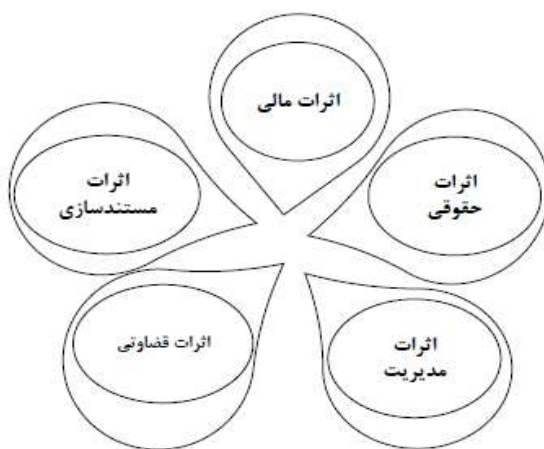 اثرات مالی
اثرات
حقوقی
اثرات
مستندسازی
اثرات قضاوتی
اثرات
مدیریت